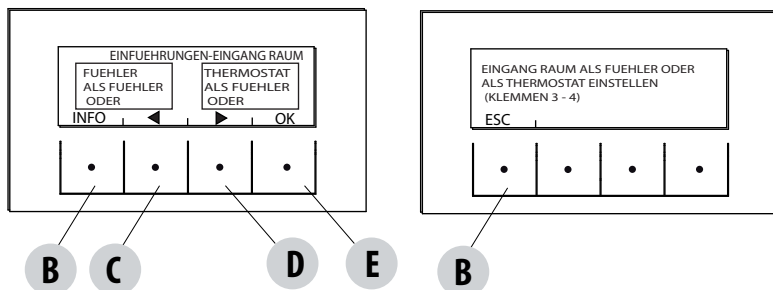 EINFUEHRUNGEN-EINGANG RAUM
FUEHLER
ALS FUEHLER
ODER
THERMOSTAT
ALS FUEHLER
ODER
INFO ◀ ▶ OK
B C D E
EINGANG RAUM ALS FUEHLER ODER
ALS THERMOSTAT EINSTELLEN
(KLEMMEN 3 - 4)
ESC
B